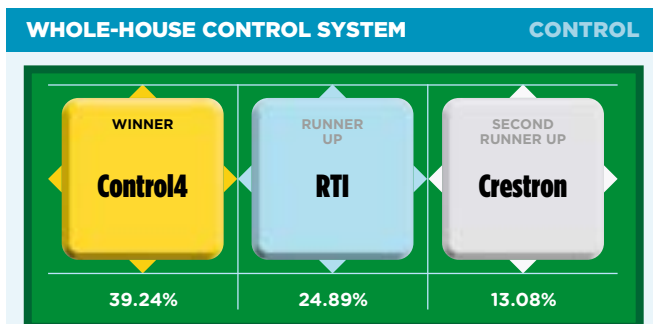 WHOLE-HOUSE CONTROL SYSTEM CONTROL
WINNER
Control4
39.24%
RUNNER
UP
RTI
24.89%
SECOND
RUNNER UP
Crestron
13.08%